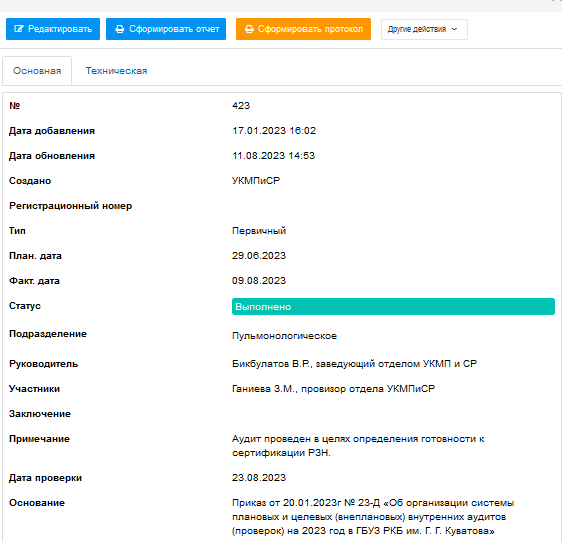 Редактировать Сформировать отчет Сформировать протокол Другие действия
Основная Техническая
№ 423
Дата добавления 17.01.2023 16:02
Дата обновления 11.08.2023 14:53
Создано УКМПиСР
Регистрационный номер
Тип Первичный
План. дата 29.06.2023
Факт. дата 09.08.2023
Статус Выполнено
Подразделение Пульмонологическое
Руководитель Бикбулатов В.Р., заведующий отделом УКМП и СР
Участники Ганиева З.М., провизор отдела УКМПиСР
Заключение
Примечание Аудит проведен в целях определения готовности к
сертификации РЗН.
Дата проверки 23.08.2023
Основание Приказ от 20.01.2023г № 23-Д «Об организации системы
плановых и целевых (внеплановых) внутренних аудитов
(проверок) на 2023 год в ГБУЗ РКБ им. Г. Г. Куватова»